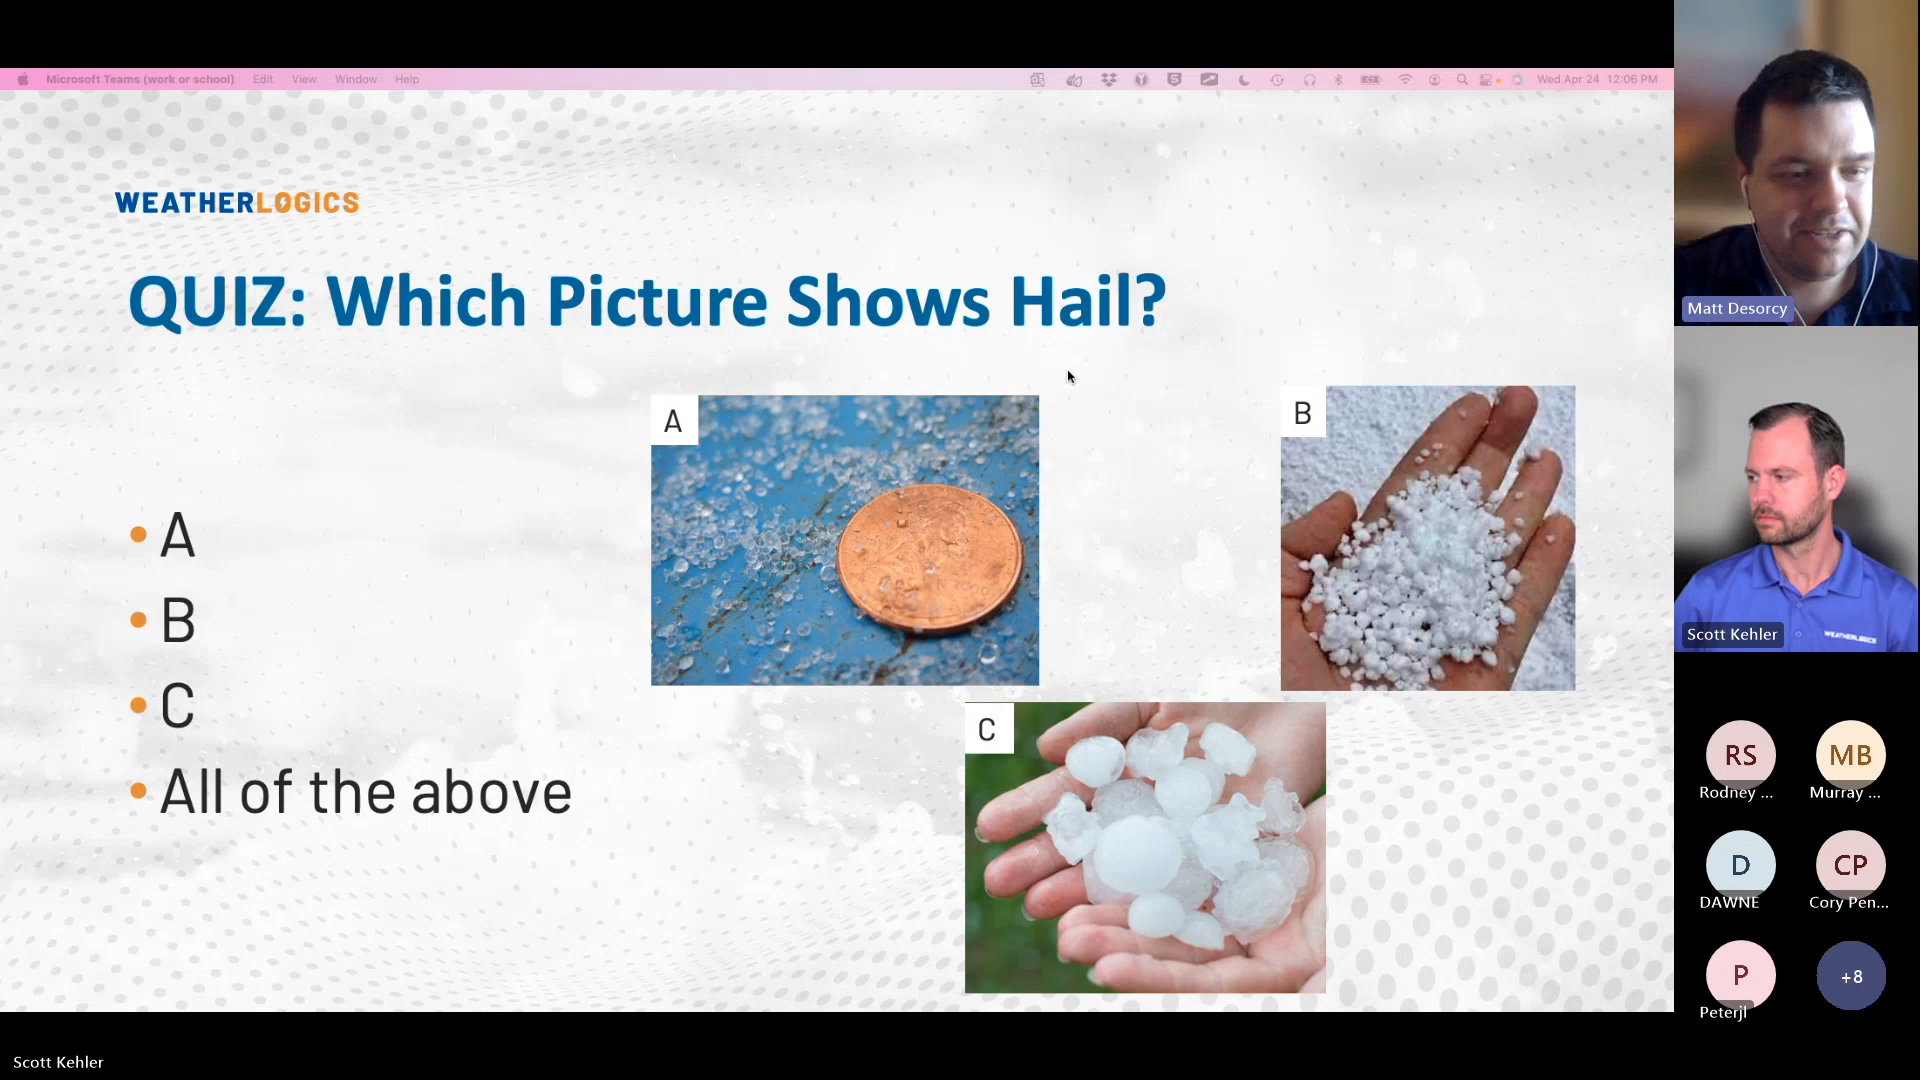 Microsoft Teams (work or school) Edit View Window Help Wed Apr 24 12:06 PM
WEATHERLOGICS
QUIZ: Which Picture Shows Hail?
A
B
C
• A
• B
• C
• All of the above
Matt Desorcy
Scott Kehler
WEATHERLOGICS
RS
Rodney ...
MB
Murray ...
D
DAWNE
CP
Cory Pen...
P
Peterjl
+8
Scott Kehler